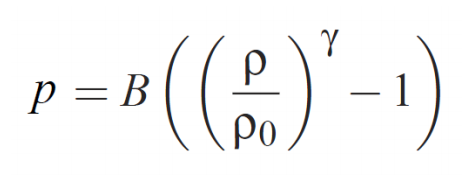 p = B((ρ/ρ₀)^γ − 1)